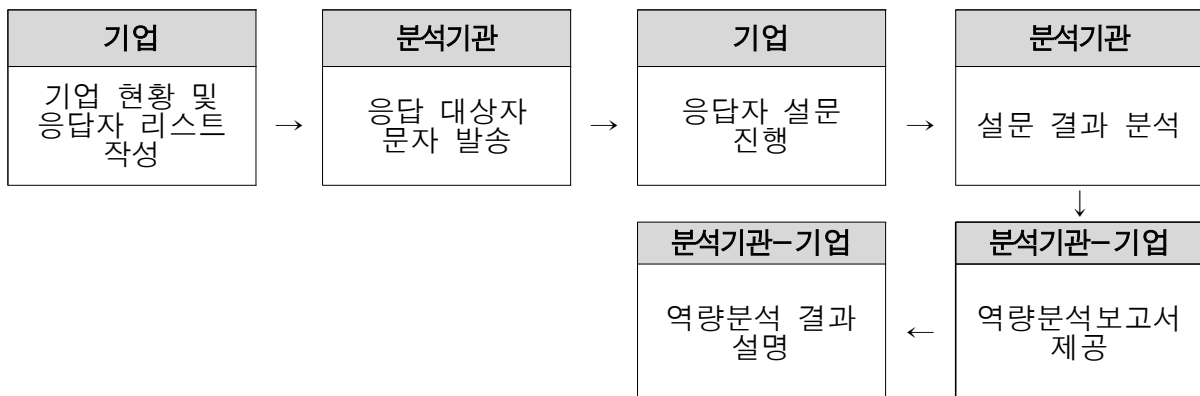 기업
기업 현황 및
응답자 리스트
작성
→
분석기관
응답 대상자
문자 발송
→
기업
응답자 설문
진행
→
분석기관
설문 결과 분석
↓
분석기관-기업
역량분석보고서
제공
←
분석기관-기업
역량분석 결과
설명